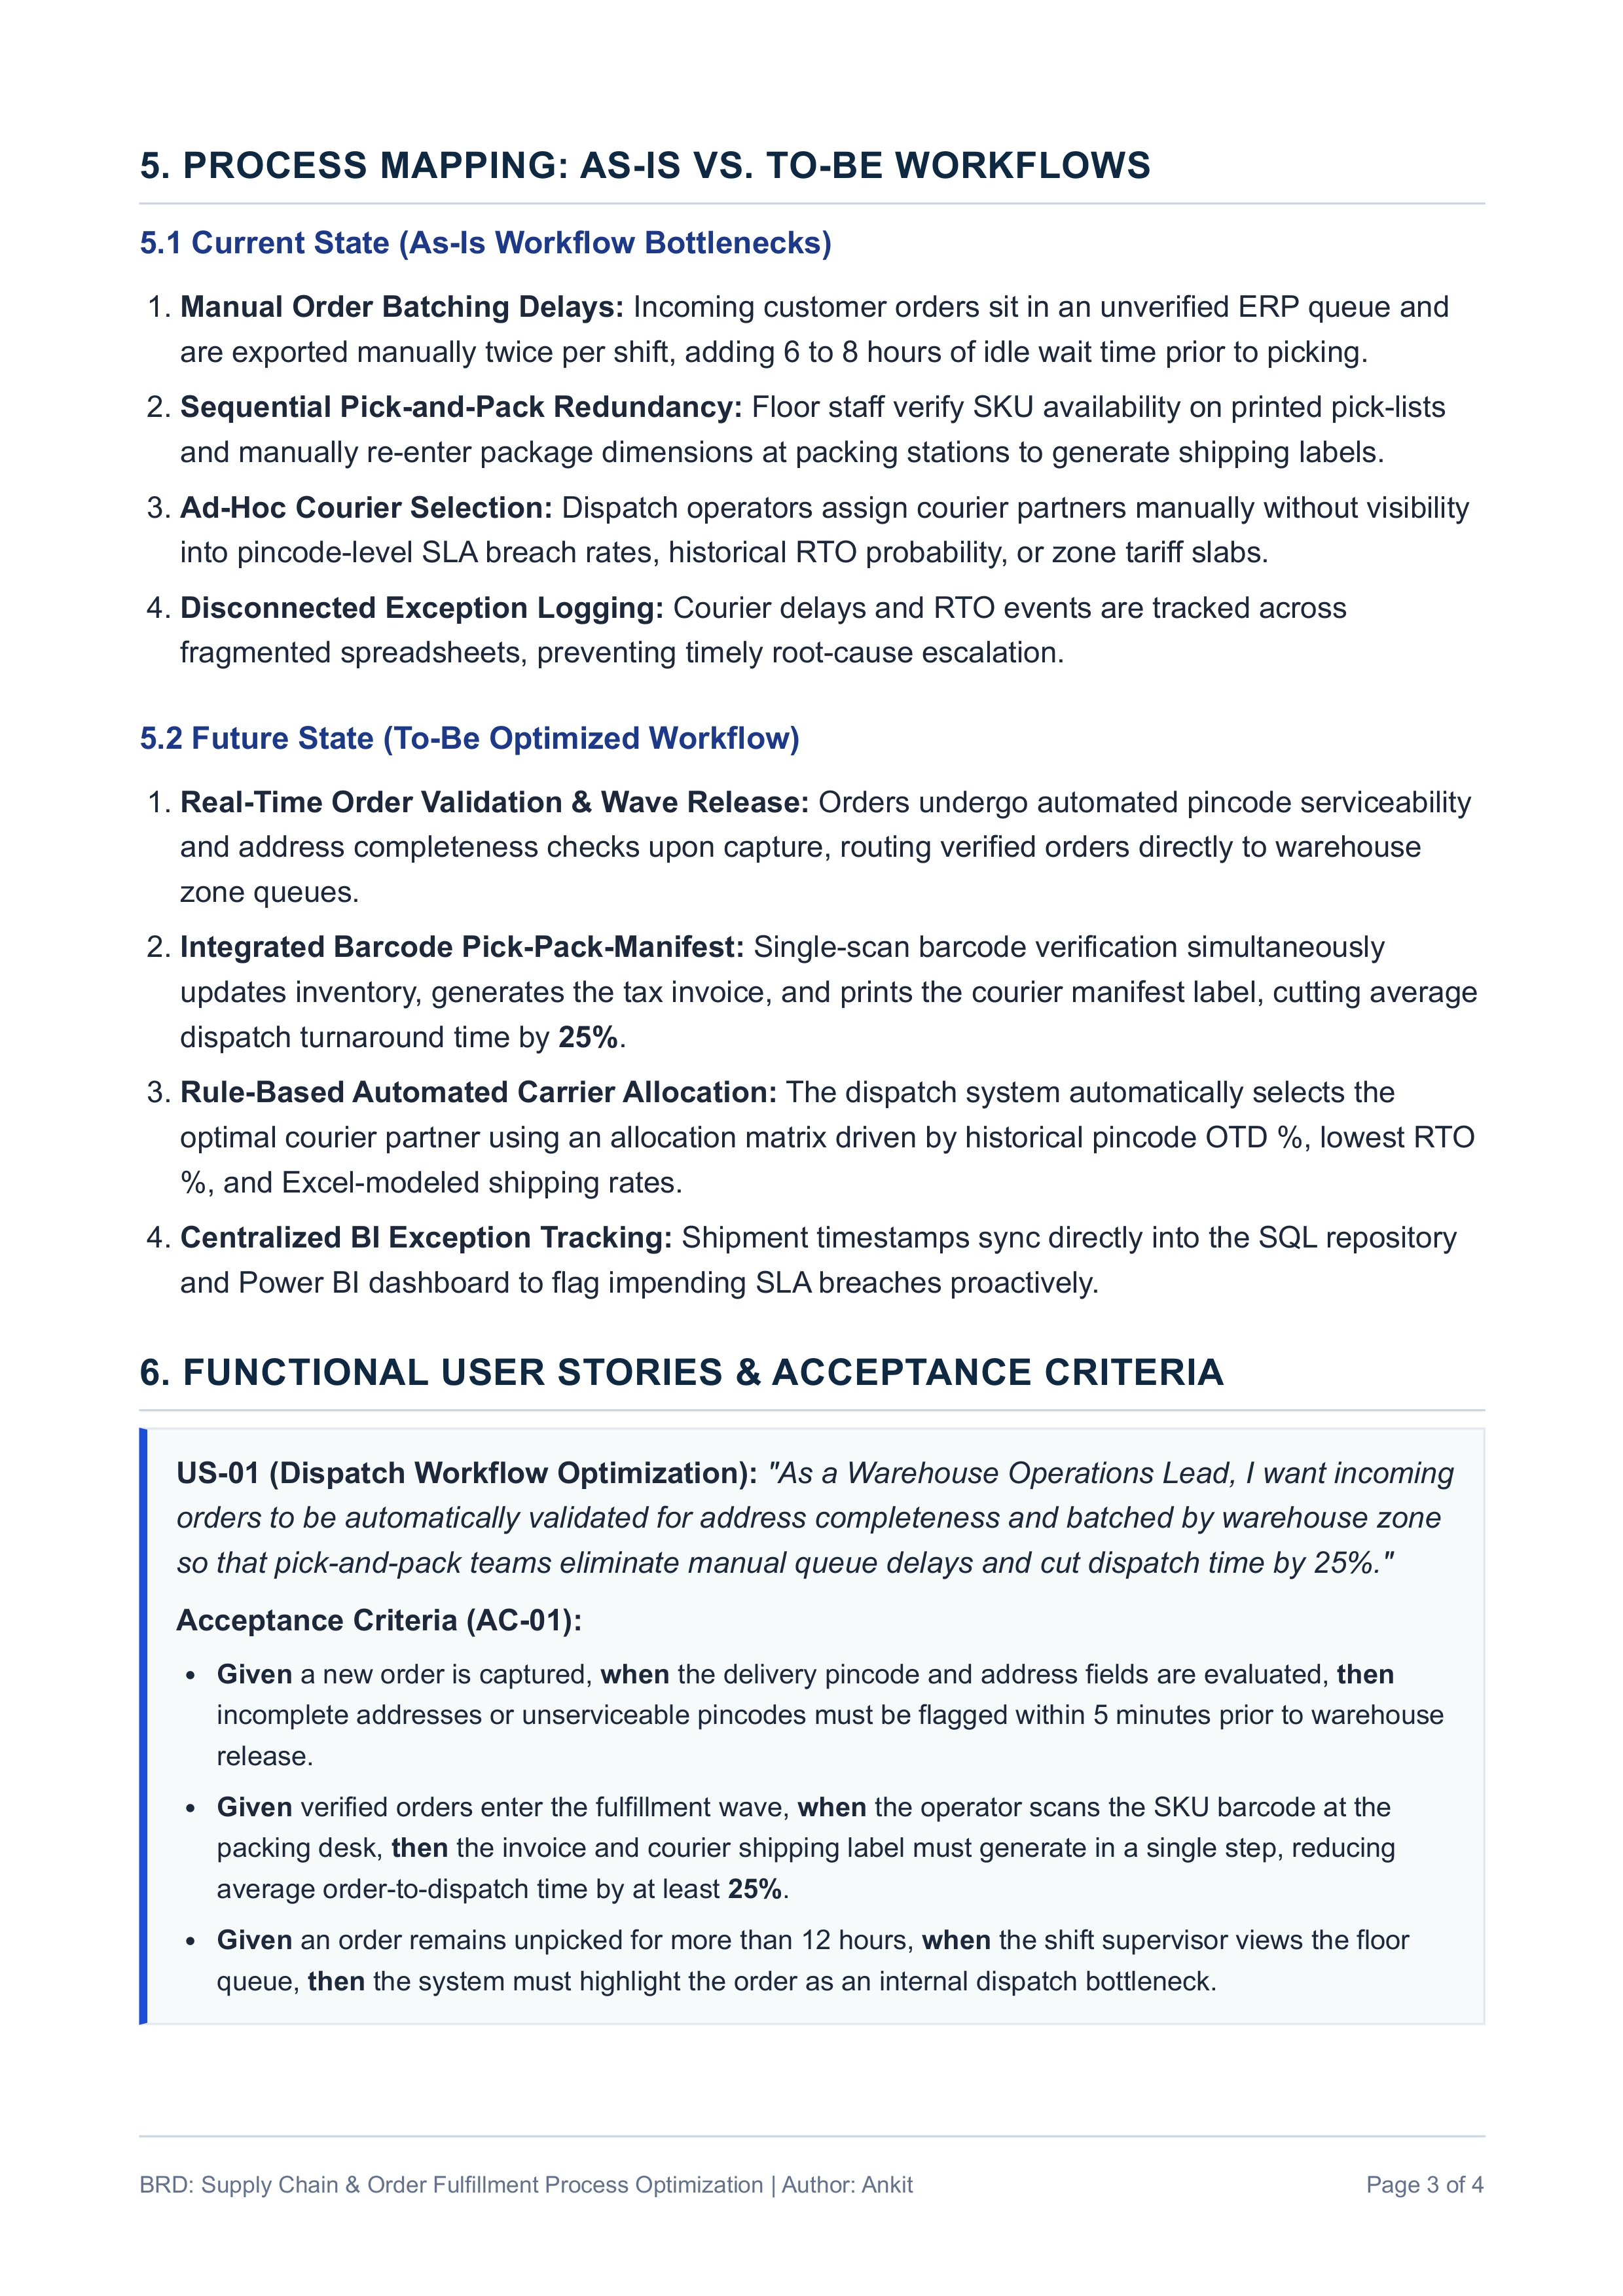 5. PROCESS MAPPING: AS-IS VS. TO-BE WORKFLOWS
5.1 Current State (As-Is Workflow Bottlenecks)
1. Manual Order Batching Delays: Incoming customer orders sit in an unverified ERP queue and
are exported manually twice per shift, adding 6 to 8 hours of idle wait time prior to picking.
2. Sequential Pick-and-Pack Redundancy: Floor staff verify SKU availability on printed pick-lists
and manually re-enter package dimensions at packing stations to generate shipping labels.
3. Ad-Hoc Courier Selection: Dispatch operators assign courier partners manually without visibility
into pincode-level SLA breach rates, historical RTO probability, or zone tariff slabs.
4. Disconnected Exception Logging: Courier delays and RTO events are tracked across
fragmented spreadsheets, preventing timely root-cause escalation.
5.2 Future State (To-Be Optimized Workflow)
1. Real-Time Order Validation & Wave Release: Orders undergo automated pincode serviceability
and address completeness checks upon capture, routing verified orders directly to warehouse
zone queues.
2. Integrated Barcode Pick-Pack-Manifest: Single-scan barcode verification simultaneously
updates inventory, generates the tax invoice, and prints the courier manifest label, cutting average
dispatch turnaround time by 25%.
3. Rule-Based Automated Carrier Allocation: The dispatch system automatically selects the
optimal courier partner using an allocation matrix driven by historical pincode OTD %, lowest RTO
%, and Excel-modeled shipping rates.
4. Centralized BI Exception Tracking: Shipment timestamps sync directly into the SQL repository
and Power BI dashboard to flag impending SLA breaches proactively.
6. FUNCTIONAL USER STORIES & ACCEPTANCE CRITERIA
US-01 (Dispatch Workflow Optimization): "As a Warehouse Operations Lead, I want incoming
orders to be automatically validated for address completeness and batched by warehouse zone
so that pick-and-pack teams eliminate manual queue delays and cut dispatch time by 25%."
Acceptance Criteria (AC-01):
• Given a new order is captured, when the delivery pincode and address fields are evaluated, then
incomplete addresses or unserviceable pincodes must be flagged within 5 minutes prior to warehouse
release.
• Given verified orders enter the fulfillment wave, when the operator scans the SKU barcode at the
packing desk, then the invoice and courier shipping label must generate in a single step, reducing
average order-to-dispatch time by at least 25%.
• Given an order remains unpicked for more than 12 hours, when the shift supervisor views the floor
queue, then the system must highlight the order as an internal dispatch bottleneck.
BRD: Supply Chain & Order Fulfillment Process Optimization | Author: Ankit
Page 3 of 4